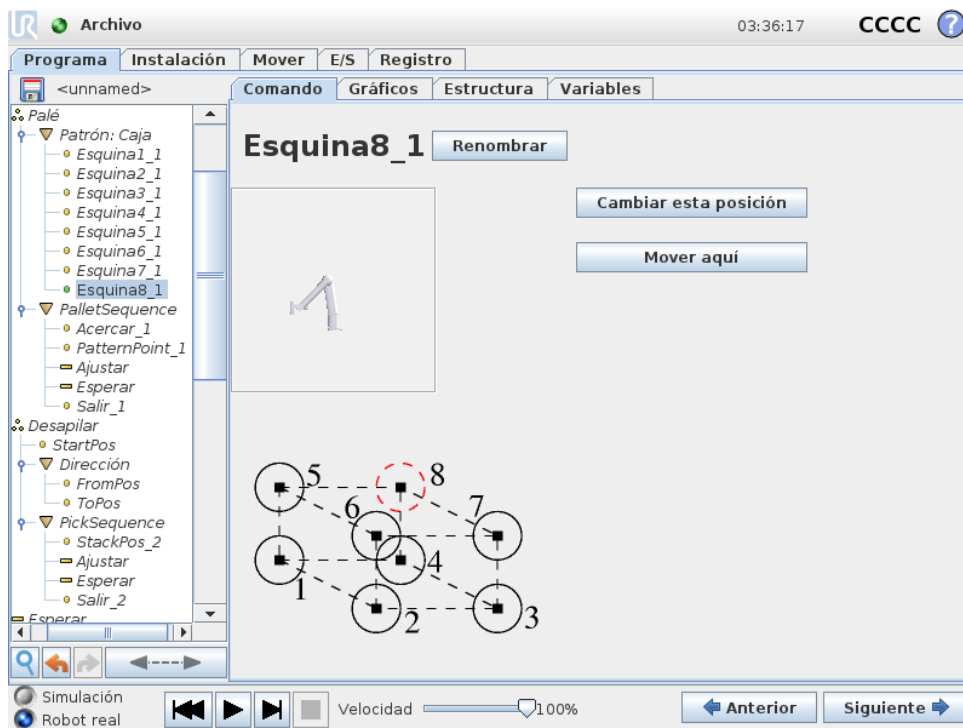 UR Archivo 03:36:17 CCCC ?
Programa Instalación Mover E/S Registro
<unnamed>
Comando Gráficos Estructura Variables
Palé
Patrón: Caja
Esquina1_1
Esquina2_1
Esquina3_1
Esquina4_1
Esquina5_1
Esquina6_1
Esquina7_1
Esquina8_1
PalletSequence
Acercar_1
PatternPoint_1
Ajustar
Esperar
Salir_1
Desapilar
StartPos
Dirección
FromPos
ToPos
PickSequence
StackPos_2
Ajustar
Esperar
Salir_2
Esperar
Esquina8_1 Renombrar
Cambiar esta posición
Mover aquí
5 8
6 7
1 4
2 3
Simulación
Robot real
Velocidad 100%
Anterior Siguiente